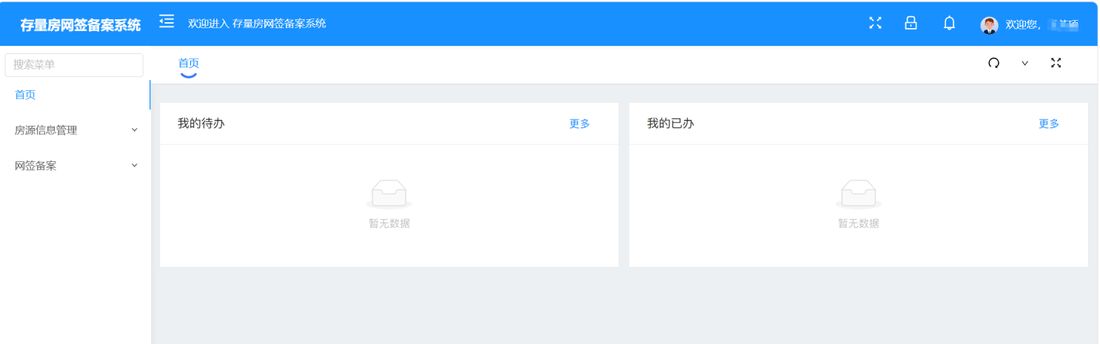 存量房网签备案系统 欢迎进入 存量房网签备案系统 欢迎您，
搜索菜单 首页
首页
房源信息管理
网签备案
我的待办 更多 我的已办 更多
暂无数据 暂无数据